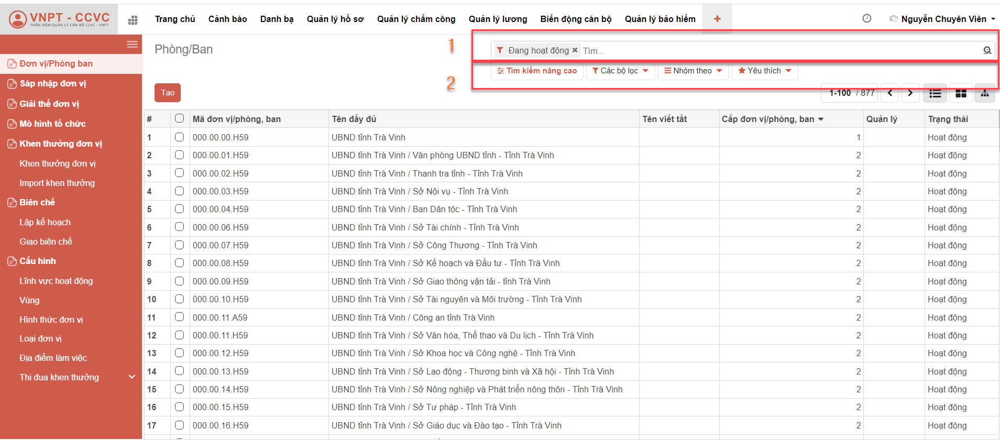 VNPT - CCVC
PHẦN MỀM QUẢN LÝ CÁN BỘ CCVC - VNPT
Trang chủ Cảnh báo Danh bạ Quản lý hồ sơ Quản lý chấm công Quản lý lương Biến động cán bộ Quản lý bảo hiểm + Nguyễn Chuyên Viên
Đơn vị/Phòng ban
Sáp nhập đơn vị
Giải thể đơn vị
Mô hình tổ chức
Khen thưởng đơn vị
Khen thưởng đơn vị
Import khen thưởng
Biên chế
Lập kế hoạch
Giao biên chế
Cấu hình
Lĩnh vực hoạt động
Vùng
Hình thức đơn vị
Loại đơn vị
Địa điểm làm việc
Thi đua khen thưởng
Phòng/Ban
1
Đang hoạt động × Tìm...
2
Tìm kiếm nâng cao Các bộ lọc Nhóm theo Yêu thích
Tạo
1-100 / 877
# Mã đơn vị/phòng, ban Tên đầy đủ Tên viết tắt Cấp đơn vị/phòng, ban Quản lý Trạng thái
1 000.00.00.H59 UBND tỉnh Trà Vinh 1 Hoạt động
2 000.00.01.H59 UBND tỉnh Trà Vinh / Văn phòng UBND tỉnh - Tỉnh Trà Vinh 2 Hoạt động
3 000.00.02.H59 UBND tỉnh Trà Vinh / Thanh tra tỉnh - Tỉnh Trà Vinh 2 Hoạt động
4 000.00.03.H59 UBND tỉnh Trà Vinh / Sở Nội vụ - Tỉnh Trà Vinh 2 Hoạt động
5 000.00.04.H59 UBND tỉnh Trà Vinh / Ban Dân tộc - Tỉnh Trà Vinh 2 Hoạt động
6 000.00.06.H59 UBND tỉnh Trà Vinh / Sở Tài chính - Tỉnh Trà Vinh 2 Hoạt động
7 000.00.07.H59 UBND tỉnh Trà Vinh / Sở Công Thương - Tỉnh Trà Vinh 2 Hoạt động
8 000.00.08.H59 UBND tỉnh Trà Vinh / Sở Kế hoạch và Đầu tư - Tỉnh Trà Vinh 2 Hoạt động
9 000.00.09.H59 UBND tỉnh Trà Vinh / Sở Giao thông vận tải - tỉnh Trà Vinh 2 Hoạt động
10 000.00.10.H59 UBND tỉnh Trà Vinh / Sở Tài nguyên và Môi trường - Tỉnh Trà Vinh 2 Hoạt động
11 000.00.11.A59 UBND tỉnh Trà Vinh / Công an tỉnh Trà Vinh 2 Hoạt động
12 000.00.11.H59 UBND tỉnh Trà Vinh / Sở Văn hóa, Thể thao và Du lịch - Tỉnh Trà Vinh 2 Hoạt động
13 000.00.12.H59 UBND tỉnh Trà Vinh / Sở Khoa học và Công nghệ - Tỉnh Trà Vinh 2 Hoạt động
14 000.00.13.H59 UBND tỉnh Trà Vinh / Sở Lao động - Thương binh và Xã hội - Tỉnh Trà Vinh 2 Hoạt động
15 000.00.14.H59 UBND tỉnh Trà Vinh / Sở Nông nghiệp và Phát triển nông thôn - Tỉnh Trà Vinh 2 Hoạt động
16 000.00.15.H59 UBND tỉnh Trà Vinh / Sở Tư pháp - Tỉnh Trà Vinh 2 Hoạt động
17 000.00.16.H59 UBND tỉnh Trà Vinh / Sở Giáo dục và Đào tạo - Tỉnh Trà Vinh 2 Hoạt động